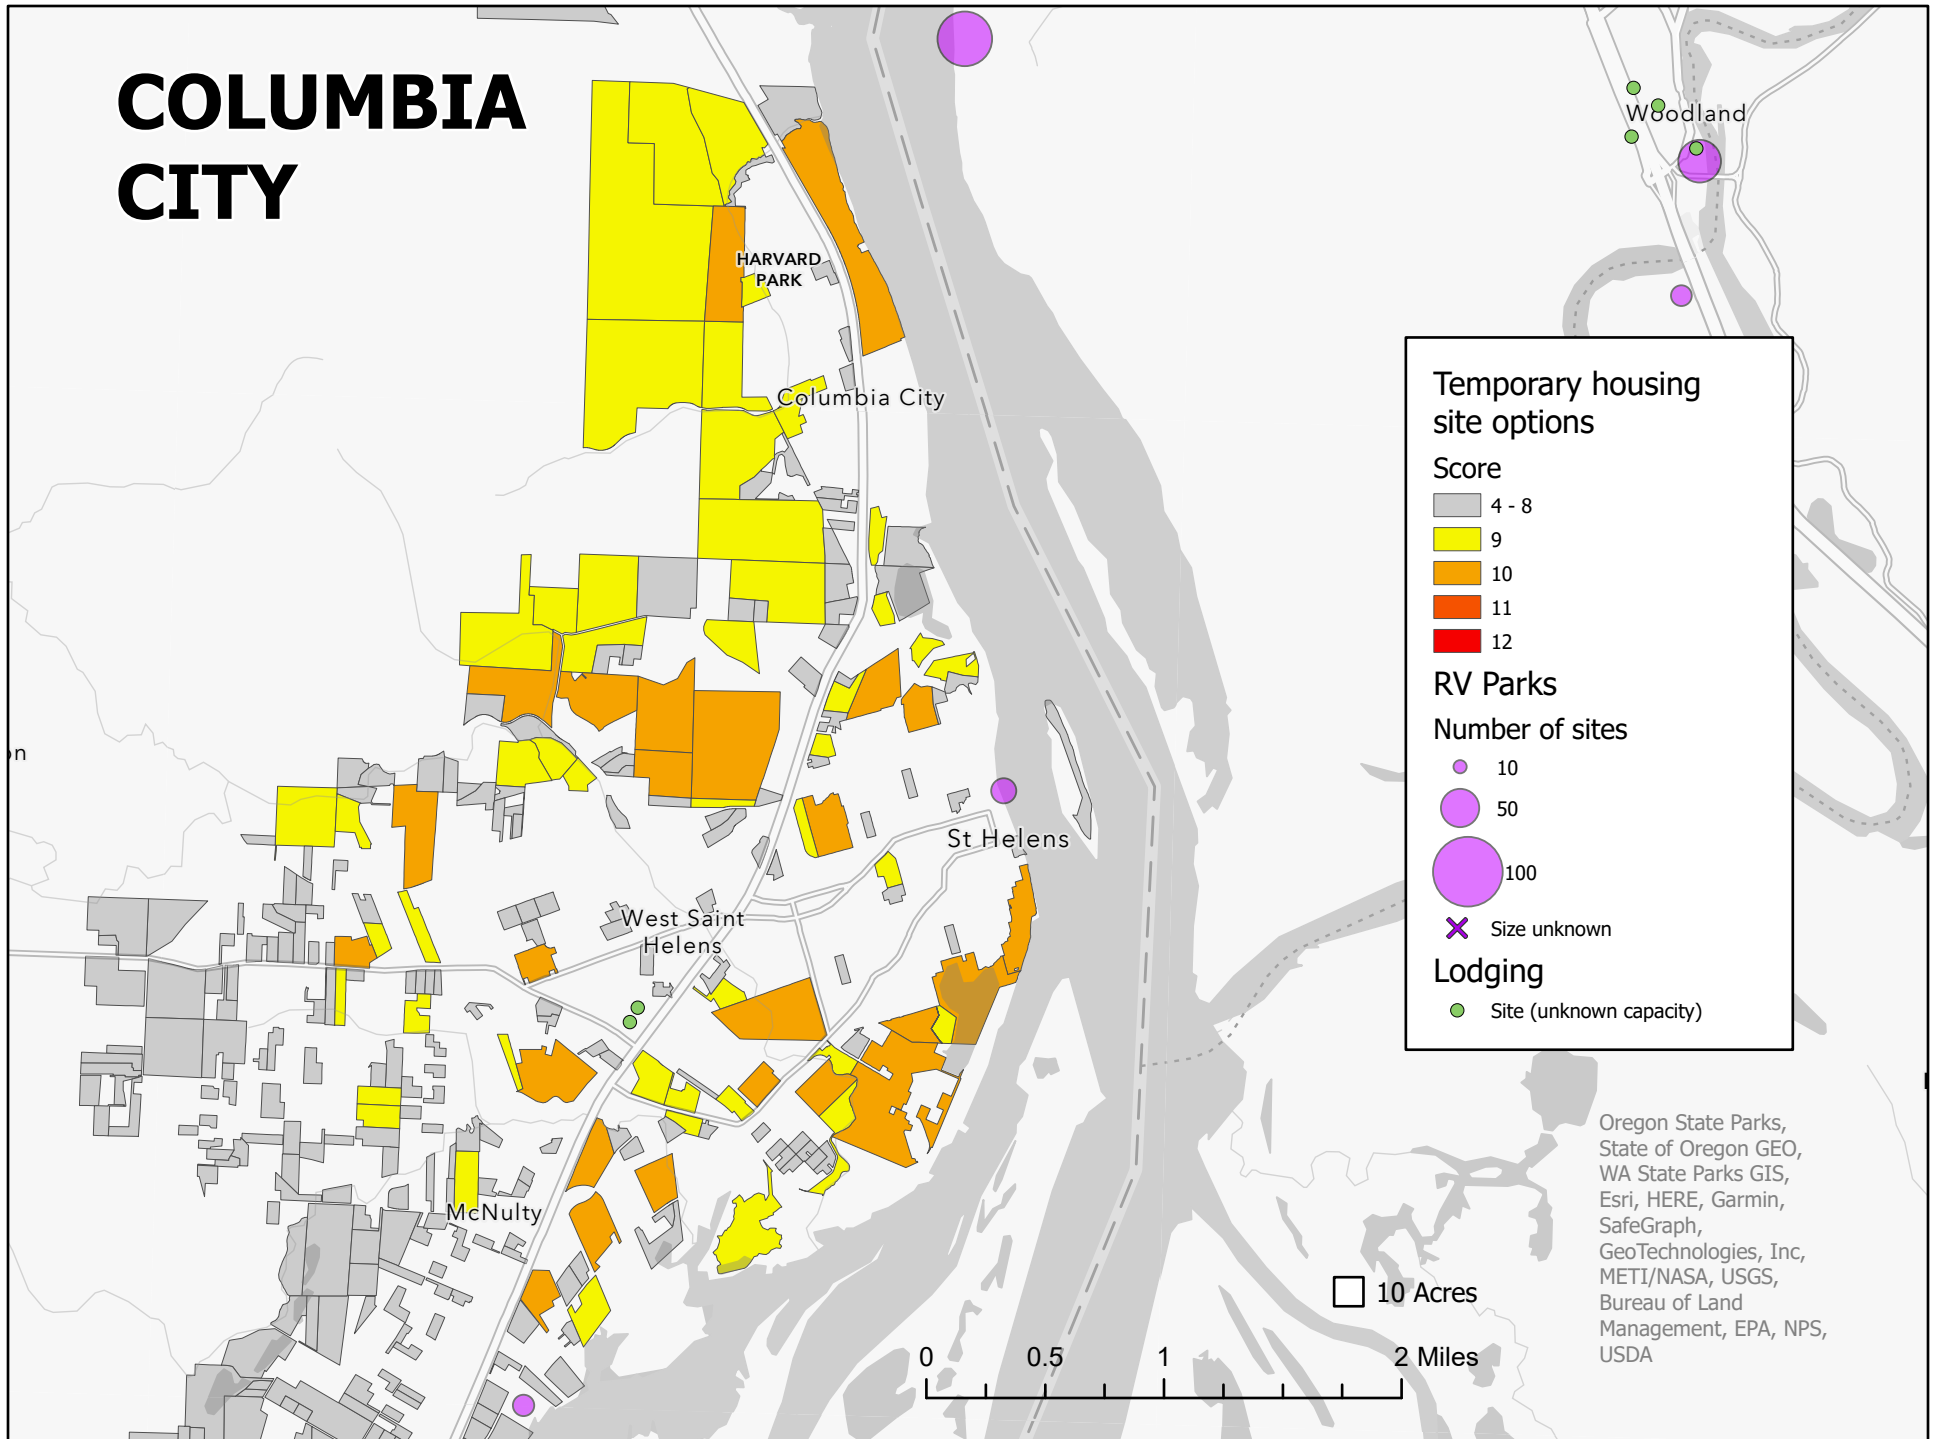 COLUMBIA
CITY
Woodland
HARVARD
PARK
Columbia City
on
St Helens
West Saint
Helens
McNulty
Temporary housing
site options
Score
4 - 8
9
10
11
12
RV Parks
Number of sites
10
50
100
Size unknown
Lodging
Site (unknown capacity)
Oregon State Parks,
State of Oregon GEO,
WA State Parks GIS,
Esri, HERE, Garmin,
SafeGraph,
GeoTechnologies, Inc,
METI/NASA, USGS,
Bureau of Land
Management, EPA, NPS,
USDA
10 Acres
0 0.5 1 2 Miles